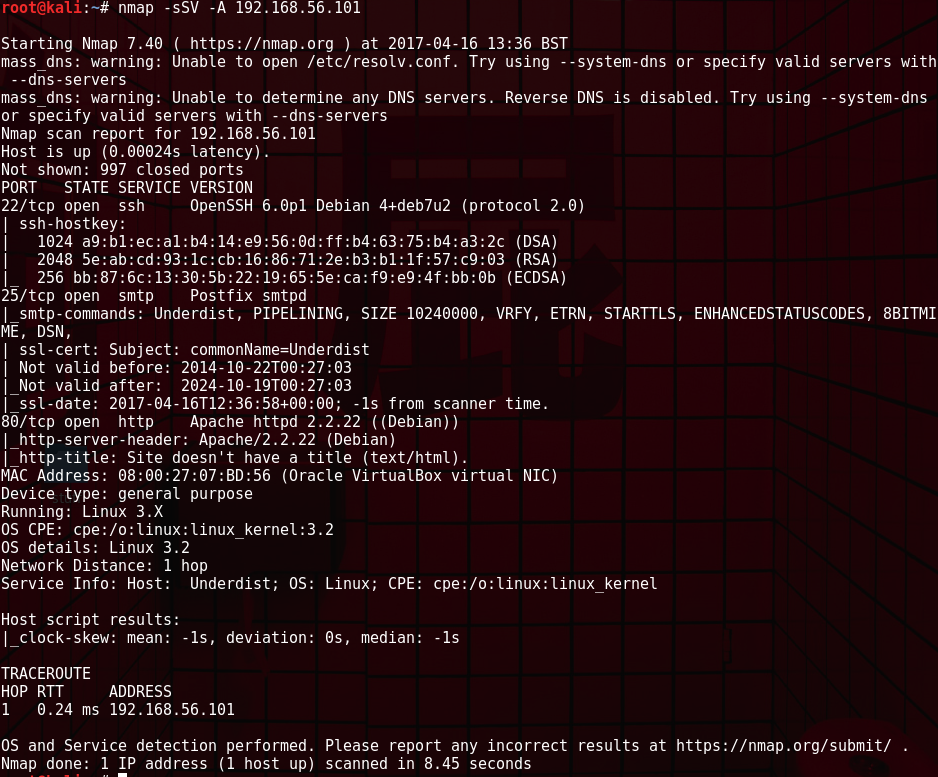 root@kali:~# nmap -sSV -A 192.168.56.101
Starting Nmap 7.40 ( https://nmap.org ) at 2017-04-16 13:36 BST
mass_dns: warning: Unable to open /etc/resolv.conf. Try using --system-dns or specify valid servers with
 --dns-servers
mass_dns: warning: Unable to determine any DNS servers. Reverse DNS is disabled. Try using --system-dns
or specify valid servers with --dns-servers
Nmap scan report for 192.168.56.101
Host is up (0.00024s latency).
Not shown: 997 closed ports
PORT   STATE SERVICE VERSION
22/tcp open  ssh     OpenSSH 6.0p1 Debian 4+deb7u2 (protocol 2.0)
| ssh-hostkey:
|   1024 a9:b1:ec:a1:b4:14:e9:56:0d:ff:b4:63:75:b4:a3:2c (DSA)
|   2048 5e:ab:cd:93:1c:cb:16:86:71:2e:b3:b1:1f:57:c9:03 (RSA)
|_  256 bb:87:6c:13:30:5b:22:19:65:5e:ca:f9:e9:4f:bb:0b (ECDSA)
25/tcp open  smtp    Postfix smtpd
|_smtp-commands: Underdist, PIPELINING, SIZE 10240000, VRFY, ETRN, STARTTLS, ENHANCEDSTATUSCODES, 8BITMI
ME, DSN,
| ssl-cert: Subject: commonName=Underdist
| Not valid before: 2014-10-22T00:27:03
|_Not valid after:  2024-10-19T00:27:03
|_ssl-date: 2017-04-16T12:36:58+00:00; -1s from scanner time.
80/tcp open  http    Apache httpd 2.2.22 ((Debian))
|_http-server-header: Apache/2.2.22 (Debian)
|_http-title: Site doesn't have a title (text/html).
MAC Address: 08:00:27:07:BD:56 (Oracle VirtualBox virtual NIC)
Device type: general purpose
Running: Linux 3.X
OS CPE: cpe:/o:linux:linux_kernel:3.2
OS details: Linux 3.2
Network Distance: 1 hop
Service Info: Host:  Underdist; OS: Linux; CPE: cpe:/o:linux:linux_kernel
Host script results:
|_clock-skew: mean: -1s, deviation: 0s, median: -1s
TRACEROUTE
HOP RTT     ADDRESS
1   0.24 ms 192.168.56.101
OS and Service detection performed. Please report any incorrect results at https://nmap.org/submit/ .
Nmap done: 1 IP address (1 host up) scanned in 8.45 seconds